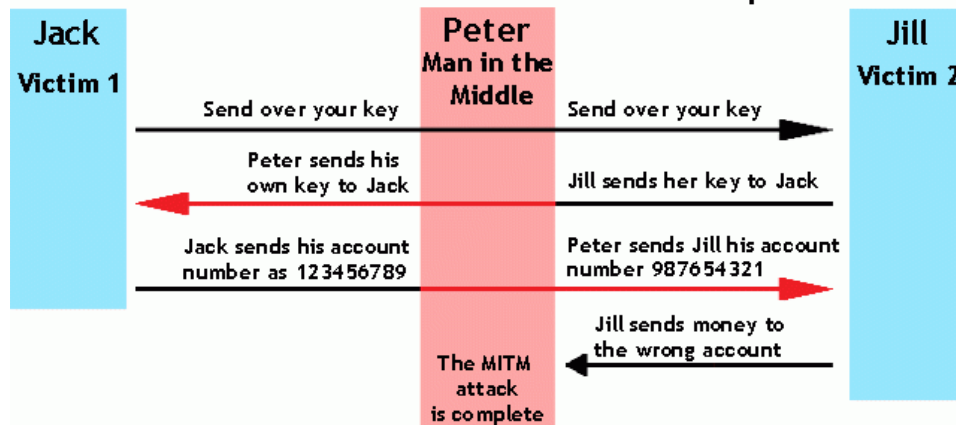 Jack
Victim 1
Peter
Man in the
Middle
Jill
Victim 2
Send over your key
Send over your key
Peter sends his
own key to Jack
Jill sends her key to Jack
Jack sends his account
number as 123456789
Peter sends Jill his account
number 987654321
Jill sends money to
the wrong account
The MITM
attack
is complete